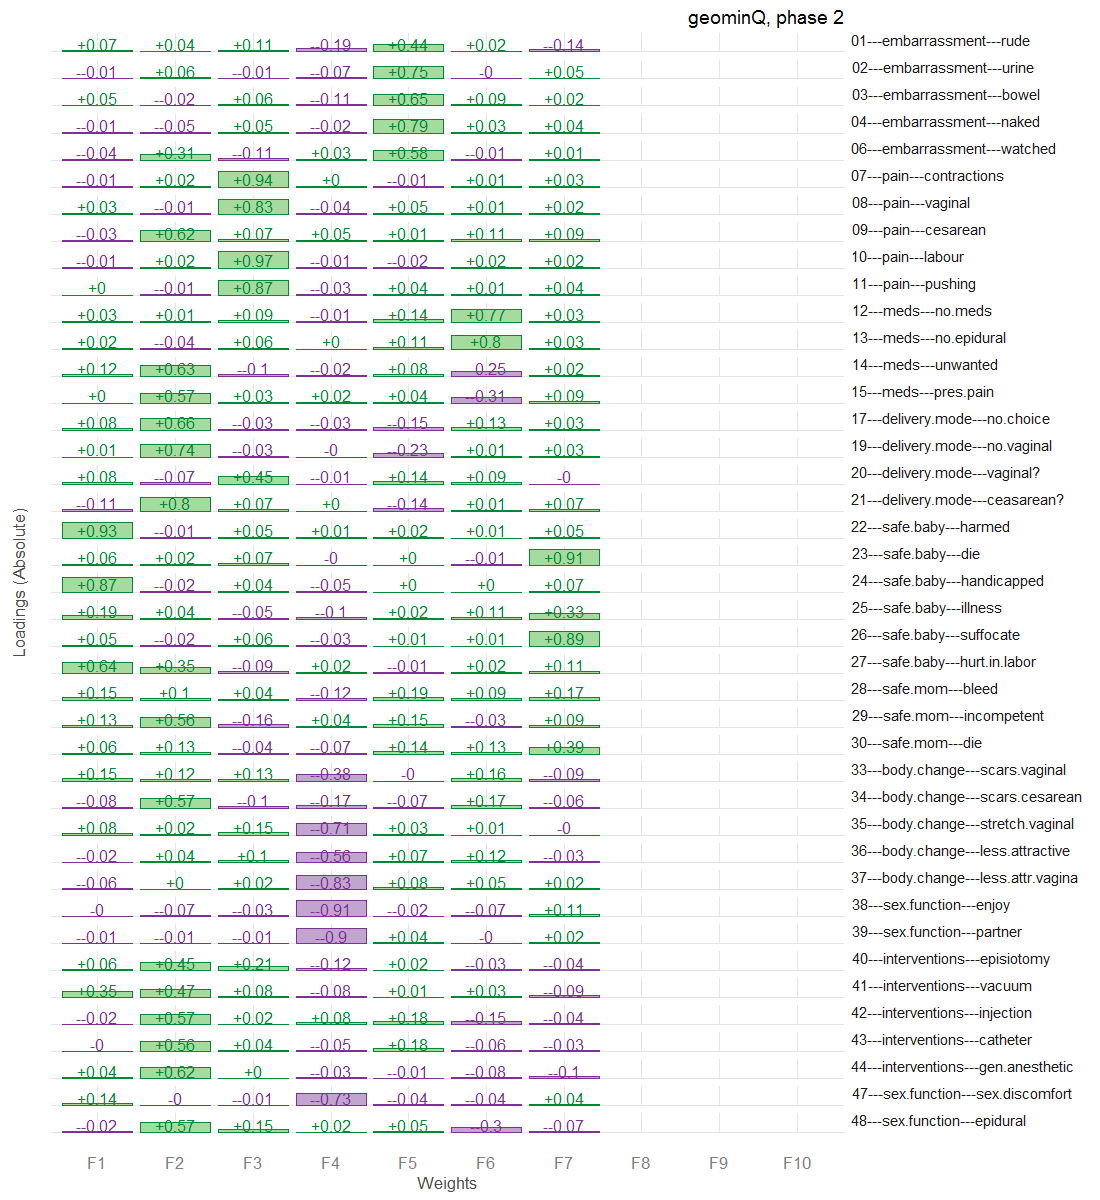 geominQ, phase 2
+0.07 +0.04 +0.11 --0.19 +0.44 +0.02 --0.14 01---embarrassment---rude
--0.01 +0.06 --0.01 --0.07 +0.75 -0 +0.05 02---embarrassment---urine
+0.05 --0.02 +0.06 --0.11 +0.65 +0.09 +0.02 03---embarrassment---bowel
--0.01 --0.05 +0.05 --0.02 +0.79 +0.03 +0.04 04---embarrassment---naked
--0.04 +0.31 --0.11 +0.03 +0.58 --0.01 +0.01 06---embarrassment---watched
--0.01 +0.02 +0.94 +0 --0.01 +0.01 +0.03 07---pain---contractions
+0.03 --0.01 +0.83 --0.04 +0.05 +0.01 +0.02 08---pain---vaginal
--0.03 +0.62 +0.07 +0.05 +0.01 +0.11 +0.09 09---pain---cesarean
--0.01 +0.02 +0.97 --0.01 --0.02 +0.02 +0.02 10---pain---labour
+0 --0.01 +0.87 --0.03 +0.04 +0.01 +0.04 11---pain---pushing
+0.03 +0.01 +0.09 --0.01 +0.14 +0.77 +0.03 12---meds---no.meds
+0.02 --0.04 +0.06 +0 +0.11 +0.8 +0.03 13---meds---no.epidural
+0.12 +0.63 --0.1 --0.02 +0.08 --0.25 +0.02 14---meds---unwanted
+0 +0.57 +0.03 +0.02 +0.04 --0.31 +0.09 15---meds---pres.pain
+0.08 +0.66 --0.03 --0.03 --0.15 +0.13 +0.03 17---delivery.mode---no.choice
+0.01 +0.74 --0.03 -0 --0.23 +0.01 +0.03 19---delivery.mode---no.vaginal
+0.08 --0.07 +0.45 --0.01 +0.14 +0.09 -0 20---delivery.mode---vaginal?
--0.11 +0.8 +0.07 +0 --0.14 +0.01 +0.07 21---delivery.mode---ceasarean?
+0.93 --0.01 +0.05 +0.01 +0.02 +0.01 +0.05 22---safe.baby---harmed
+0.06 +0.02 +0.07 -0 +0 --0.01 +0.91 23---safe.baby---die
+0.87 --0.02 +0.04 --0.05 +0 +0 +0.07 24---safe.baby---handicapped
+0.19 +0.04 --0.05 --0.1 +0.02 +0.11 +0.33 25---safe.baby---illness
+0.05 --0.02 +0.06 --0.03 +0.01 +0.01 +0.89 26---safe.baby---suffocate
+0.64 +0.35 --0.09 +0.02 --0.01 +0.02 +0.11 27---safe.baby---hurt.in.labor
+0.15 +0.1 +0.04 --0.12 +0.19 +0.09 +0.17 28---safe.mom---bleed
+0.13 +0.56 --0.16 +0.04 +0.15 --0.03 +0.09 29---safe.mom---incompetent
+0.06 +0.13 --0.04 --0.07 +0.14 +0.13 +0.39 30---safe.mom---die
+0.15 +0.12 +0.13 --0.38 -0 +0.16 --0.09 33---body.change---scars.vaginal
--0.08 +0.57 --0.1 --0.17 --0.07 +0.17 --0.06 34---body.change---scars.cesarean
+0.08 +0.02 +0.15 --0.71 +0.03 +0.01 -0 35---body.change---stretch.vaginal
--0.02 +0.04 +0.1 --0.56 +0.07 +0.12 --0.03 36---body.change---less.attractive
--0.06 +0 +0.02 --0.83 +0.08 +0.05 +0.02 37---body.change---less.attr.vagina
-0 --0.07 --0.03 --0.91 --0.02 --0.07 +0.11 38---sex.function---enjoy
--0.01 --0.01 --0.01 --0.9 +0.04 -0 +0.02 39---sex.function---partner
+0.06 +0.45 +0.21 --0.12 +0.02 --0.03 --0.04 40---interventions---episiotomy
+0.35 +0.47 +0.08 --0.08 +0.01 +0.03 --0.09 41---interventions---vacuum
--0.02 +0.57 +0.02 +0.08 +0.18 --0.15 --0.04 42---interventions---injection
-0 +0.56 +0.04 --0.05 +0.18 --0.06 --0.03 43---interventions---catheter
+0.04 +0.62 +0 --0.03 --0.01 --0.08 --0.1 44---interventions---gen.anesthetic
+0.14 -0 --0.01 --0.73 --0.04 --0.04 +0.04 47---sex.function---sex.discomfort
--0.02 +0.57 +0.15 +0.02 +0.05 --0.3 --0.07 48---sex.function---epidural
F1 F2 F3 F4 F5 F6 F7 F8 F9 F10
Weights
Loadings (Absolute)